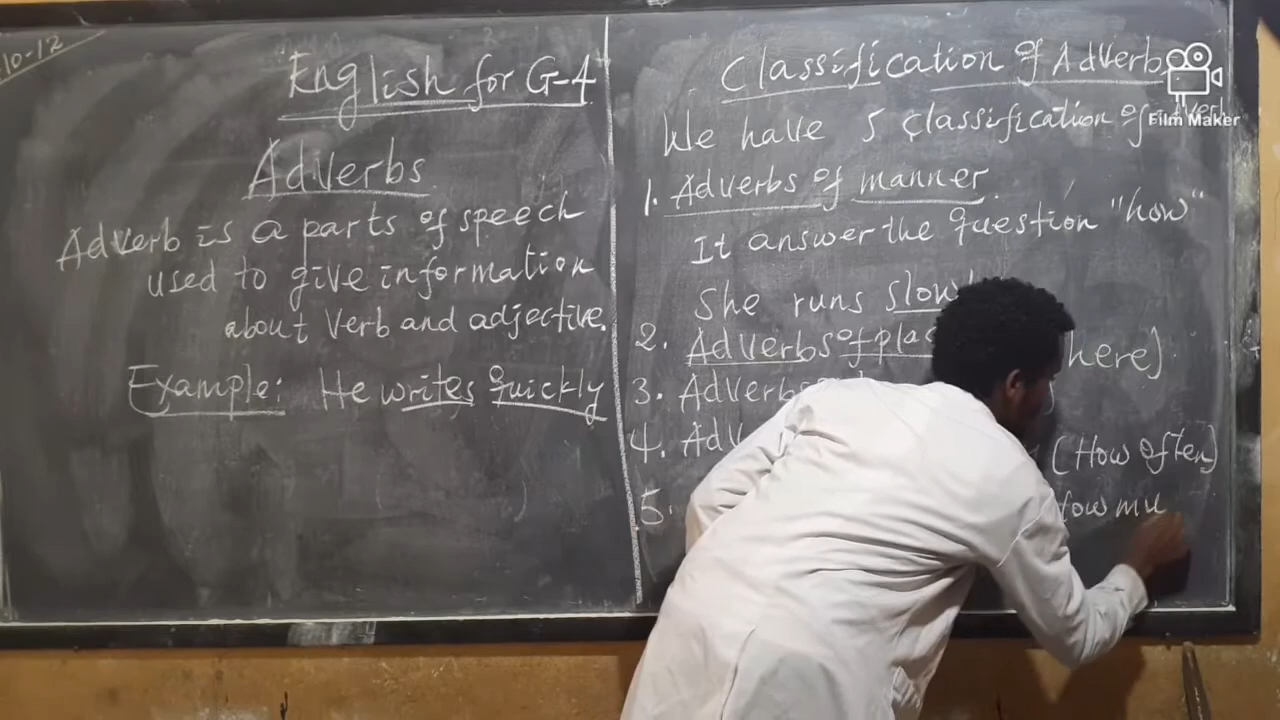 10-12
English for G-4
Adverbs
Adverb is a parts of speech
used to give information
about Verb and adjective.
Example: He writes quickly
Classification of Adverbs
We have 5 classification of
1. Adverbs of manner.
It answer the question "how"
She runs
2. Adverbs of
3. Adverbs
4.
(How often)
5.
Film Maker